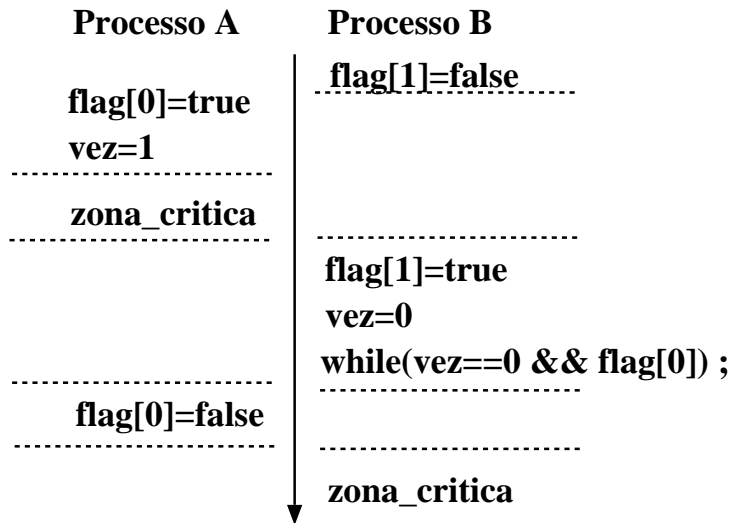 Processo A Processo B
flag[1]=false
flag[0]=true
vez=1
zona_critica
flag[1]=true
vez=0
while(vez==0 && flag[0]) ;
flag[0]=false
zona_critica